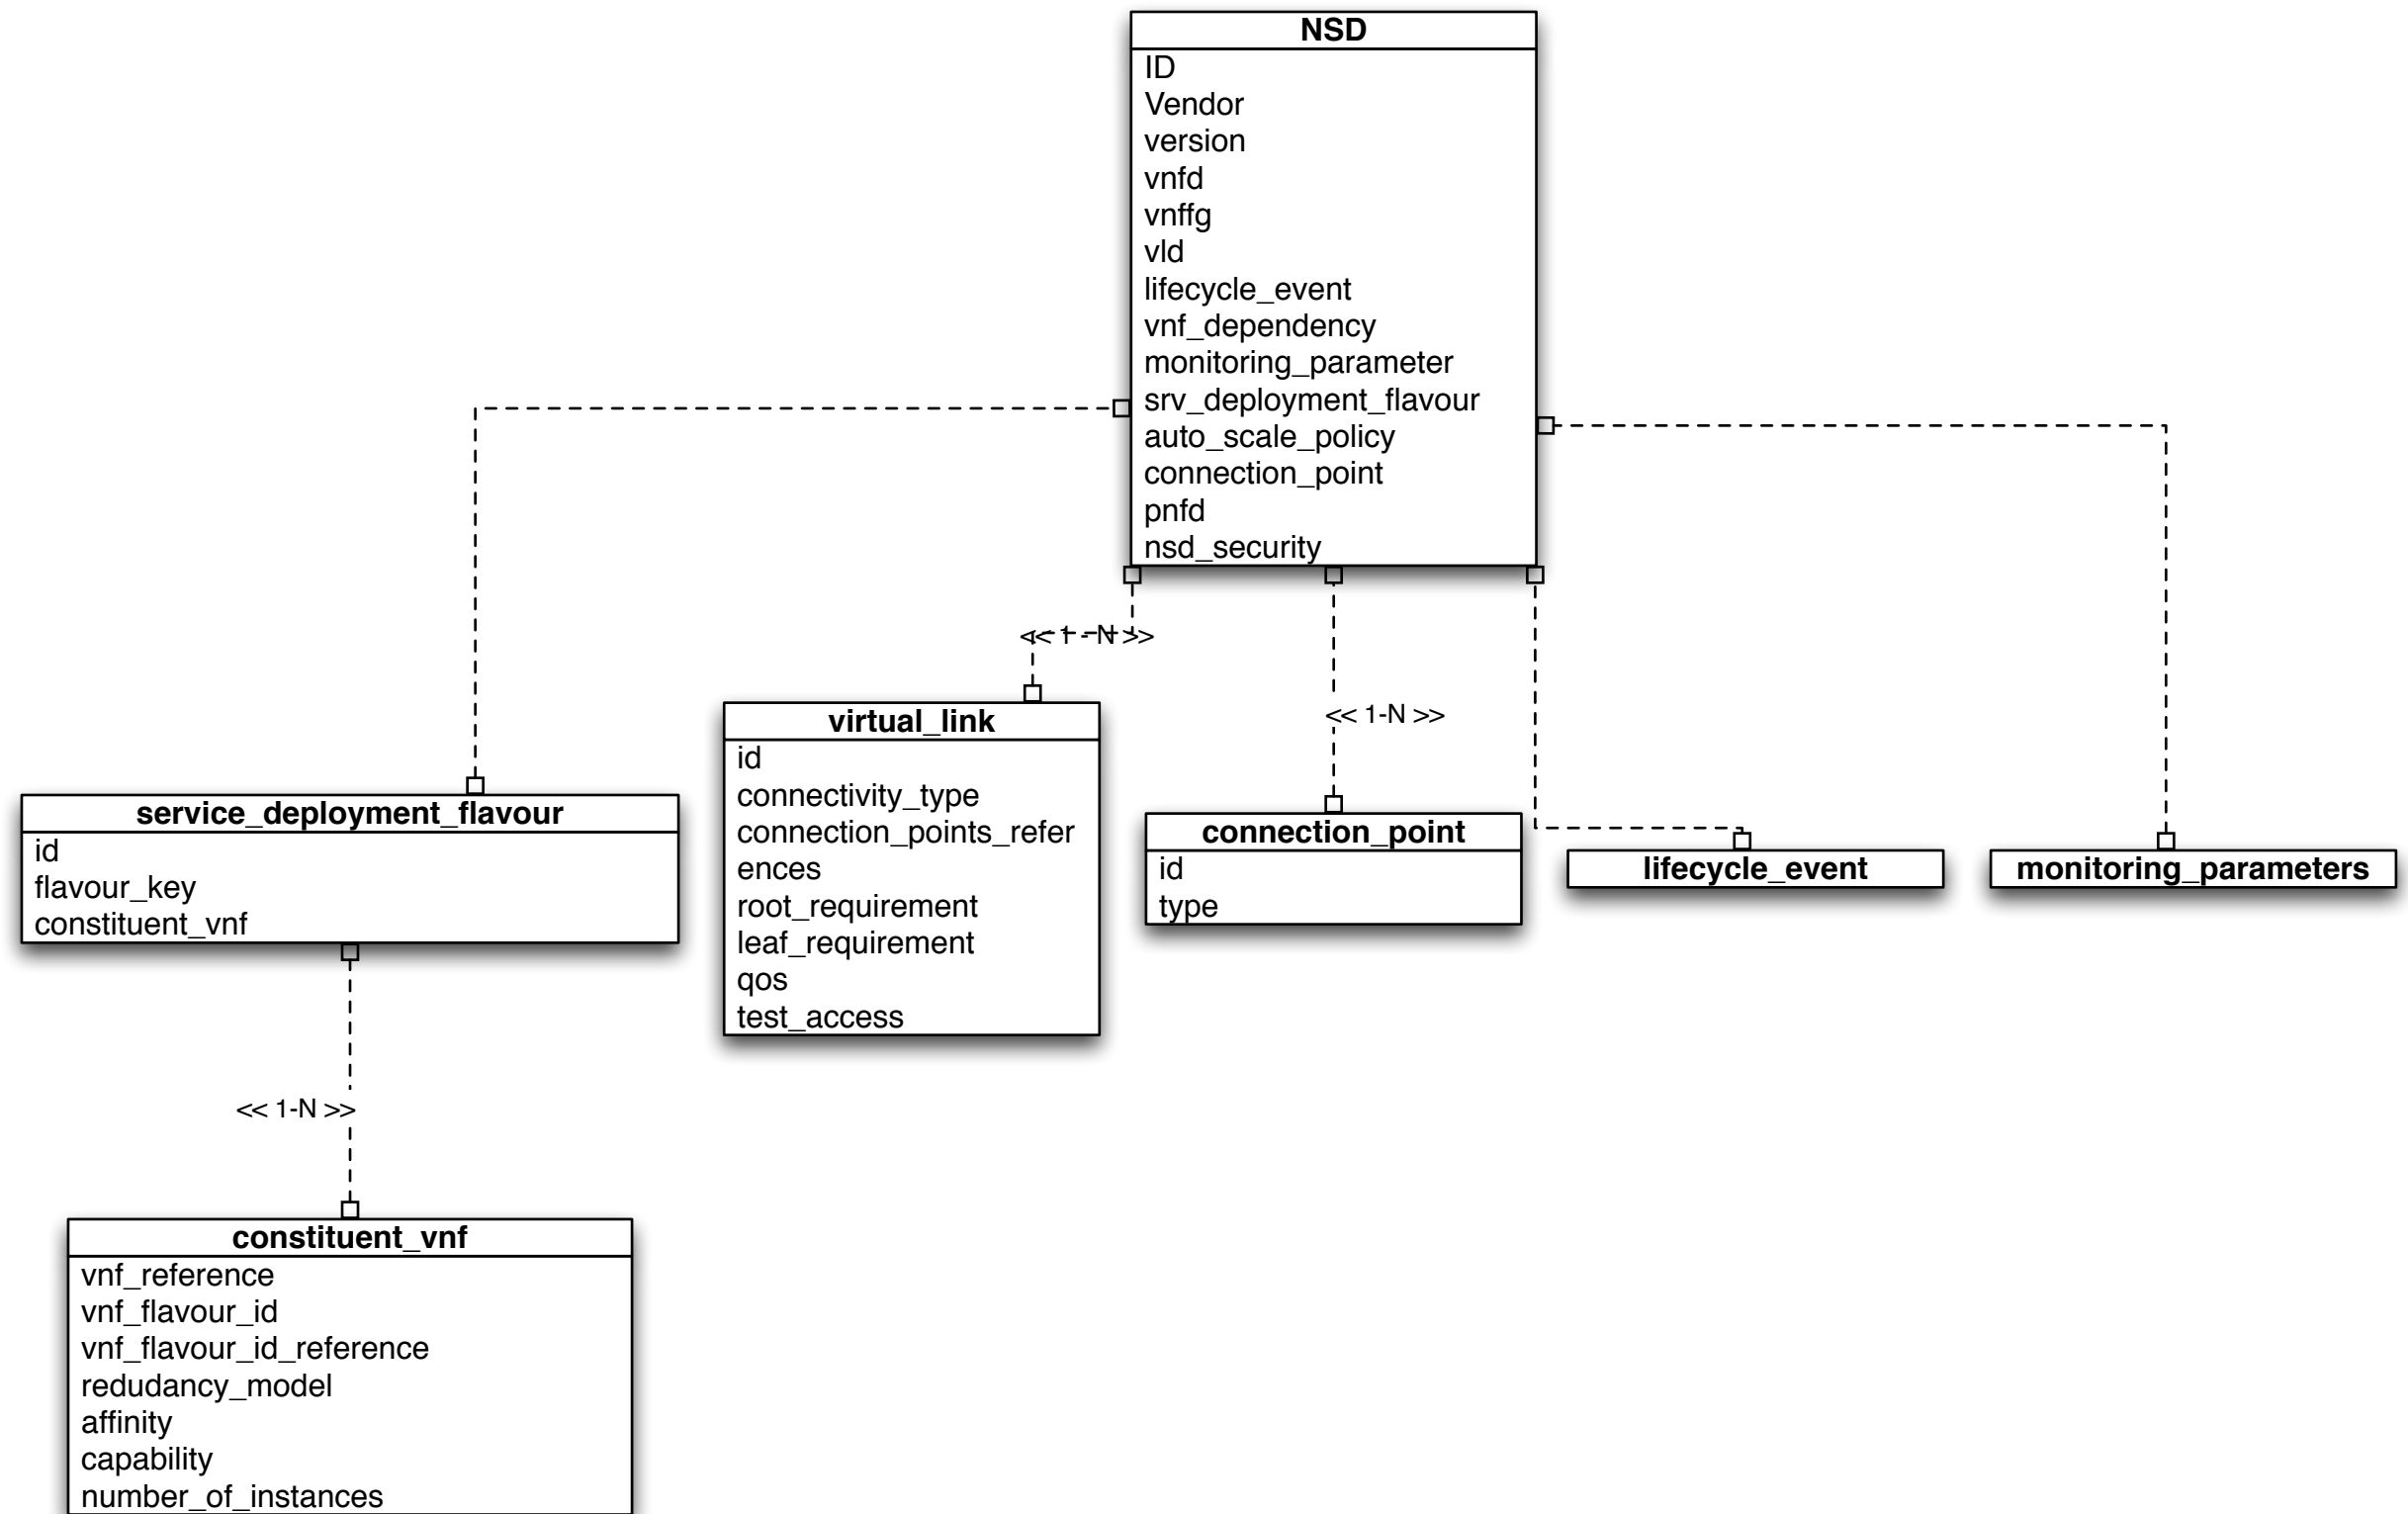 NSD
ID
Vendor
version
vnfd
vnffg
vld
lifecycle_event
vnf_dependency
monitoring_parameter
srv_deployment_flavour
auto_scale_policy
connection_point
pnfd
nsd_security
<< 1 - N >>
<< 1-N >>
virtual_link
id
connectivity_type
connection_points_refer
ences
root_requirement
leaf_requirement
qos
test_access
service_deployment_flavour
id
flavour_key
constituent_vnf
connection_point
id
type
lifecycle_event
monitoring_parameters
<< 1-N >>
constituent_vnf
vnf_reference
vnf_flavour_id
vnf_flavour_id_reference
redudancy_model
affinity
capability
number_of_instances